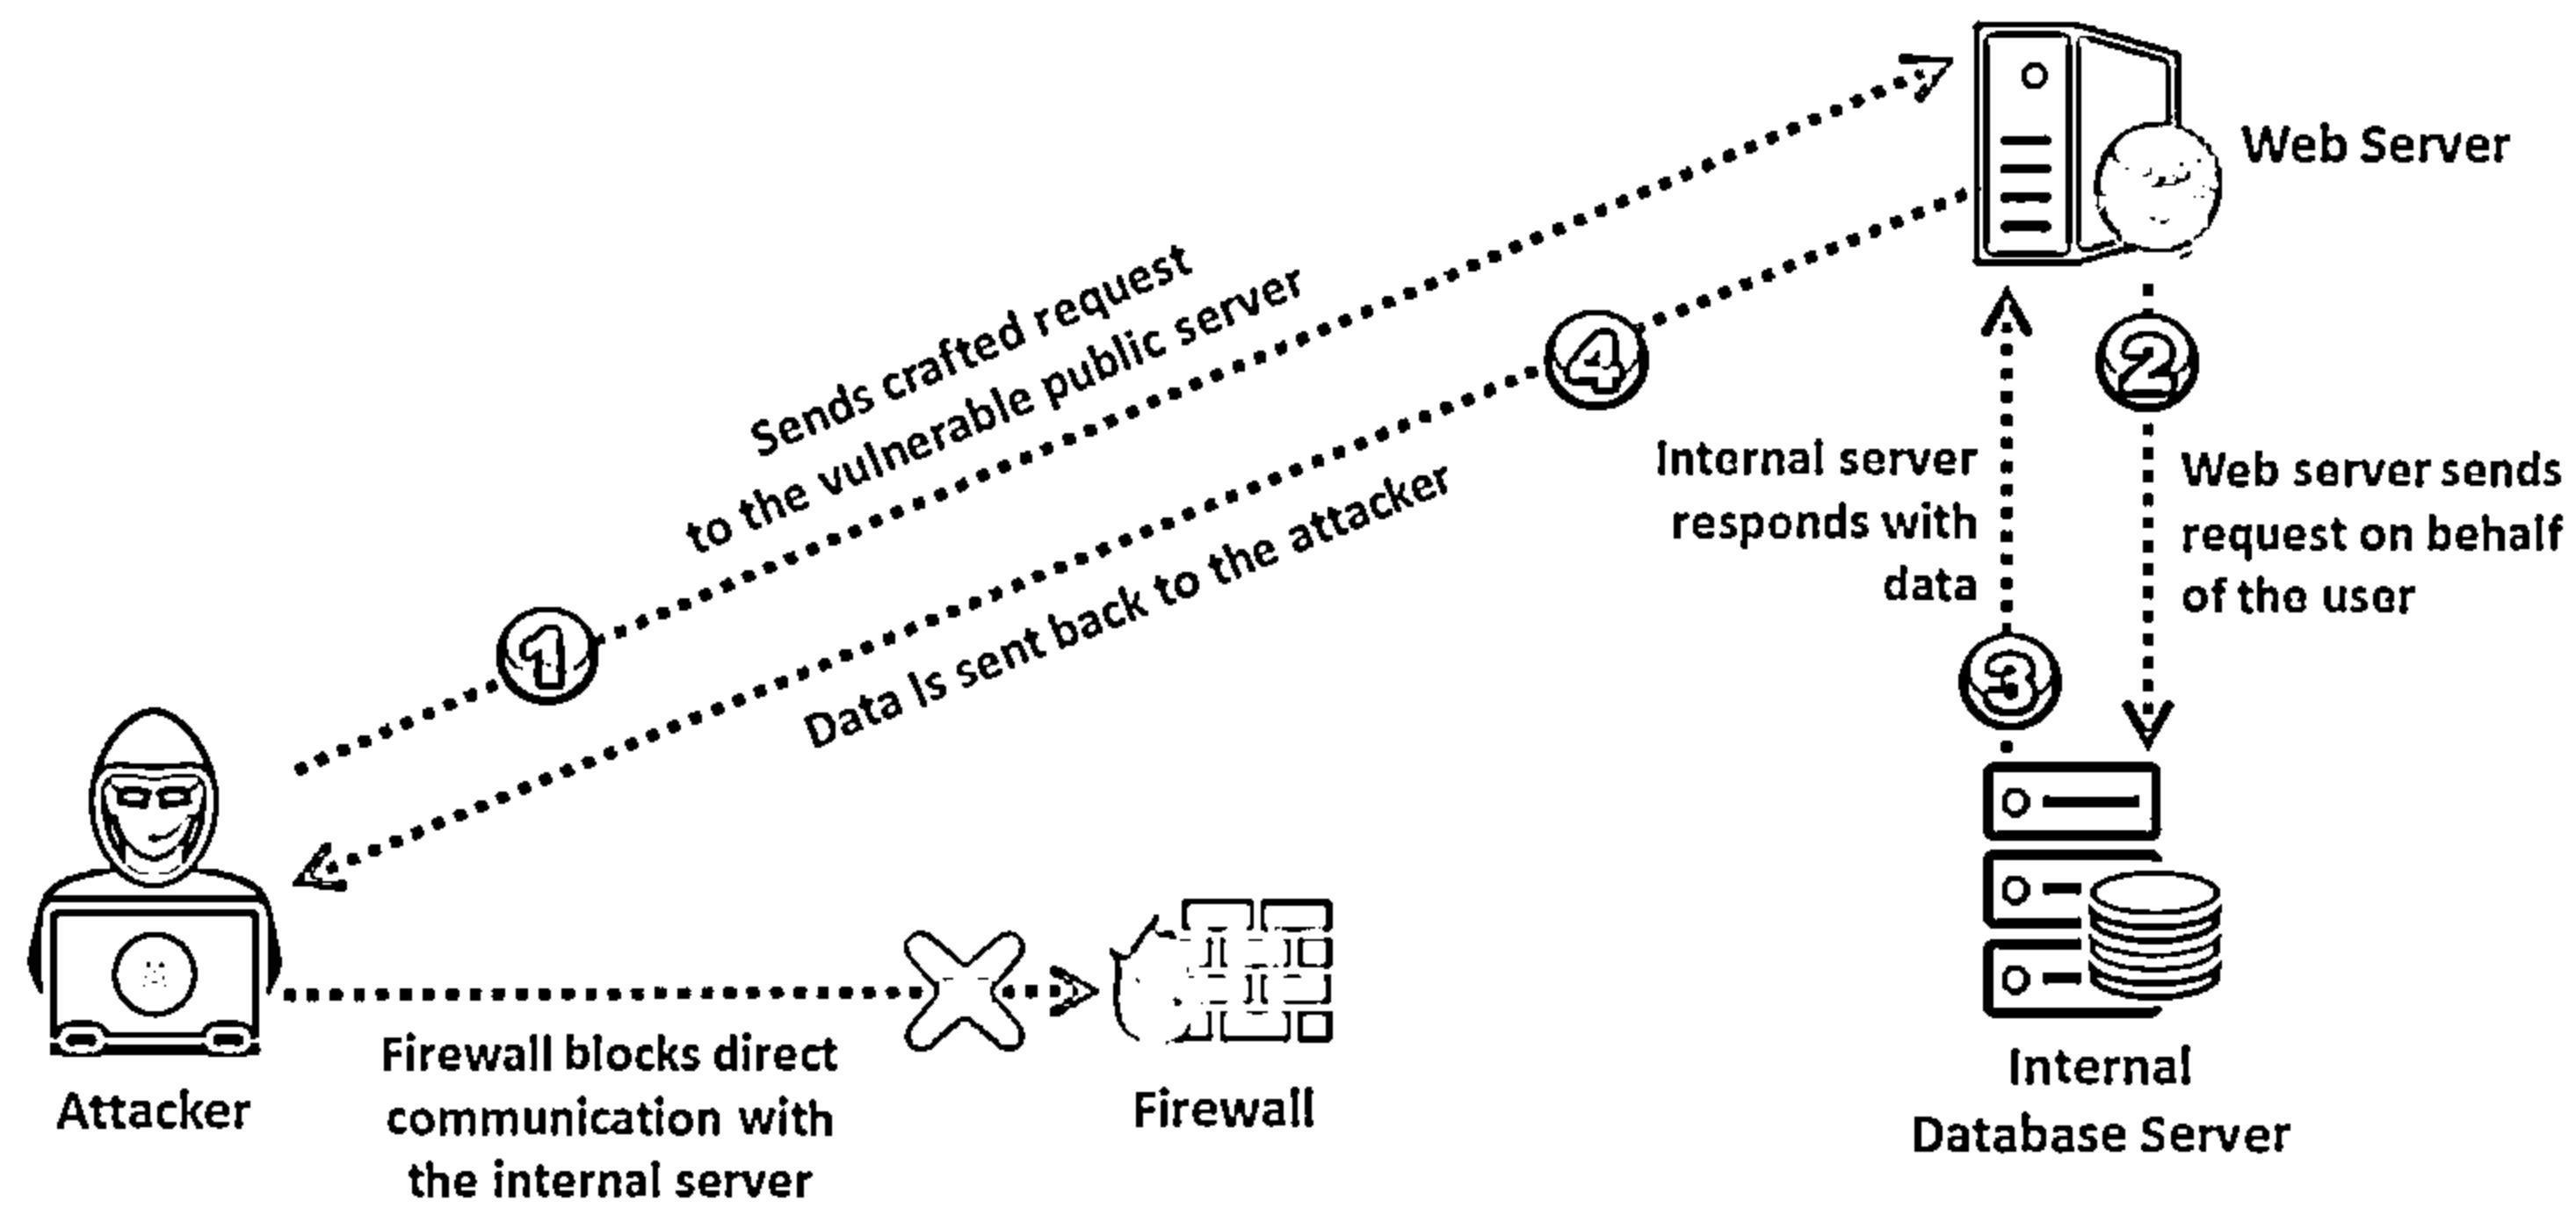 Web Server
Sends crafted request
to the vulnerable public server
1
4
2
Data Is sent back to the attacker
Internal server
responds with
data
Web server sends
request on behalf
of the user
3
Firewall blocks direct
communication with
the internal server
Attacker
Firewall
Internal
Database Server